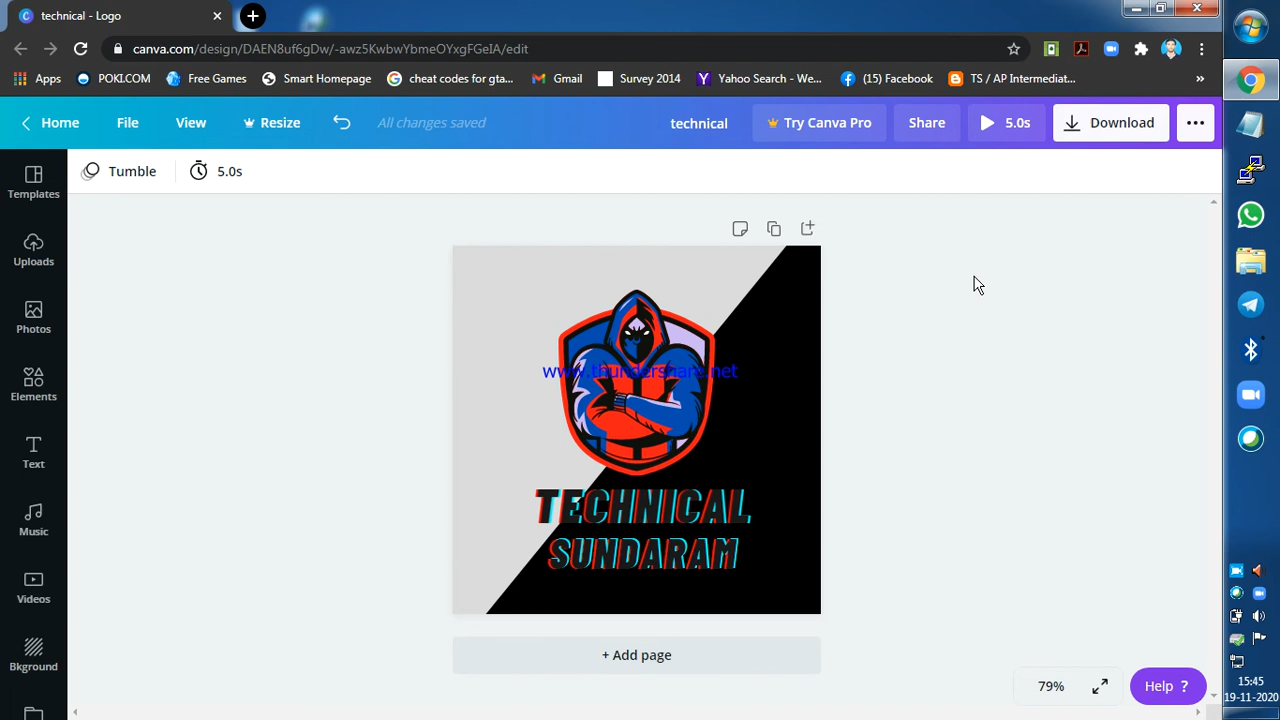 technical - Logo
canva.com/design/DAEN8uf6gDw/-awz5KwbwYbmeOYxgFGeIA/edit
Apps POKI.COM Free Games Smart Homepage cheat codes for gta... Gmail Survey 2014 Yahoo Search - We... (15) Facebook TS / AP Intermediat... »
Home File View Resize All changes saved technical Try Canva Pro Share 5.0s Download
Tumble 5.0s
Templates
Uploads
Photos
Elements
Text
Music
Videos
Bkground
www.thundershare.net
TECHNICAL
SUNDARAM
+ Add page
79% Help ?
15:45
19-11-2020